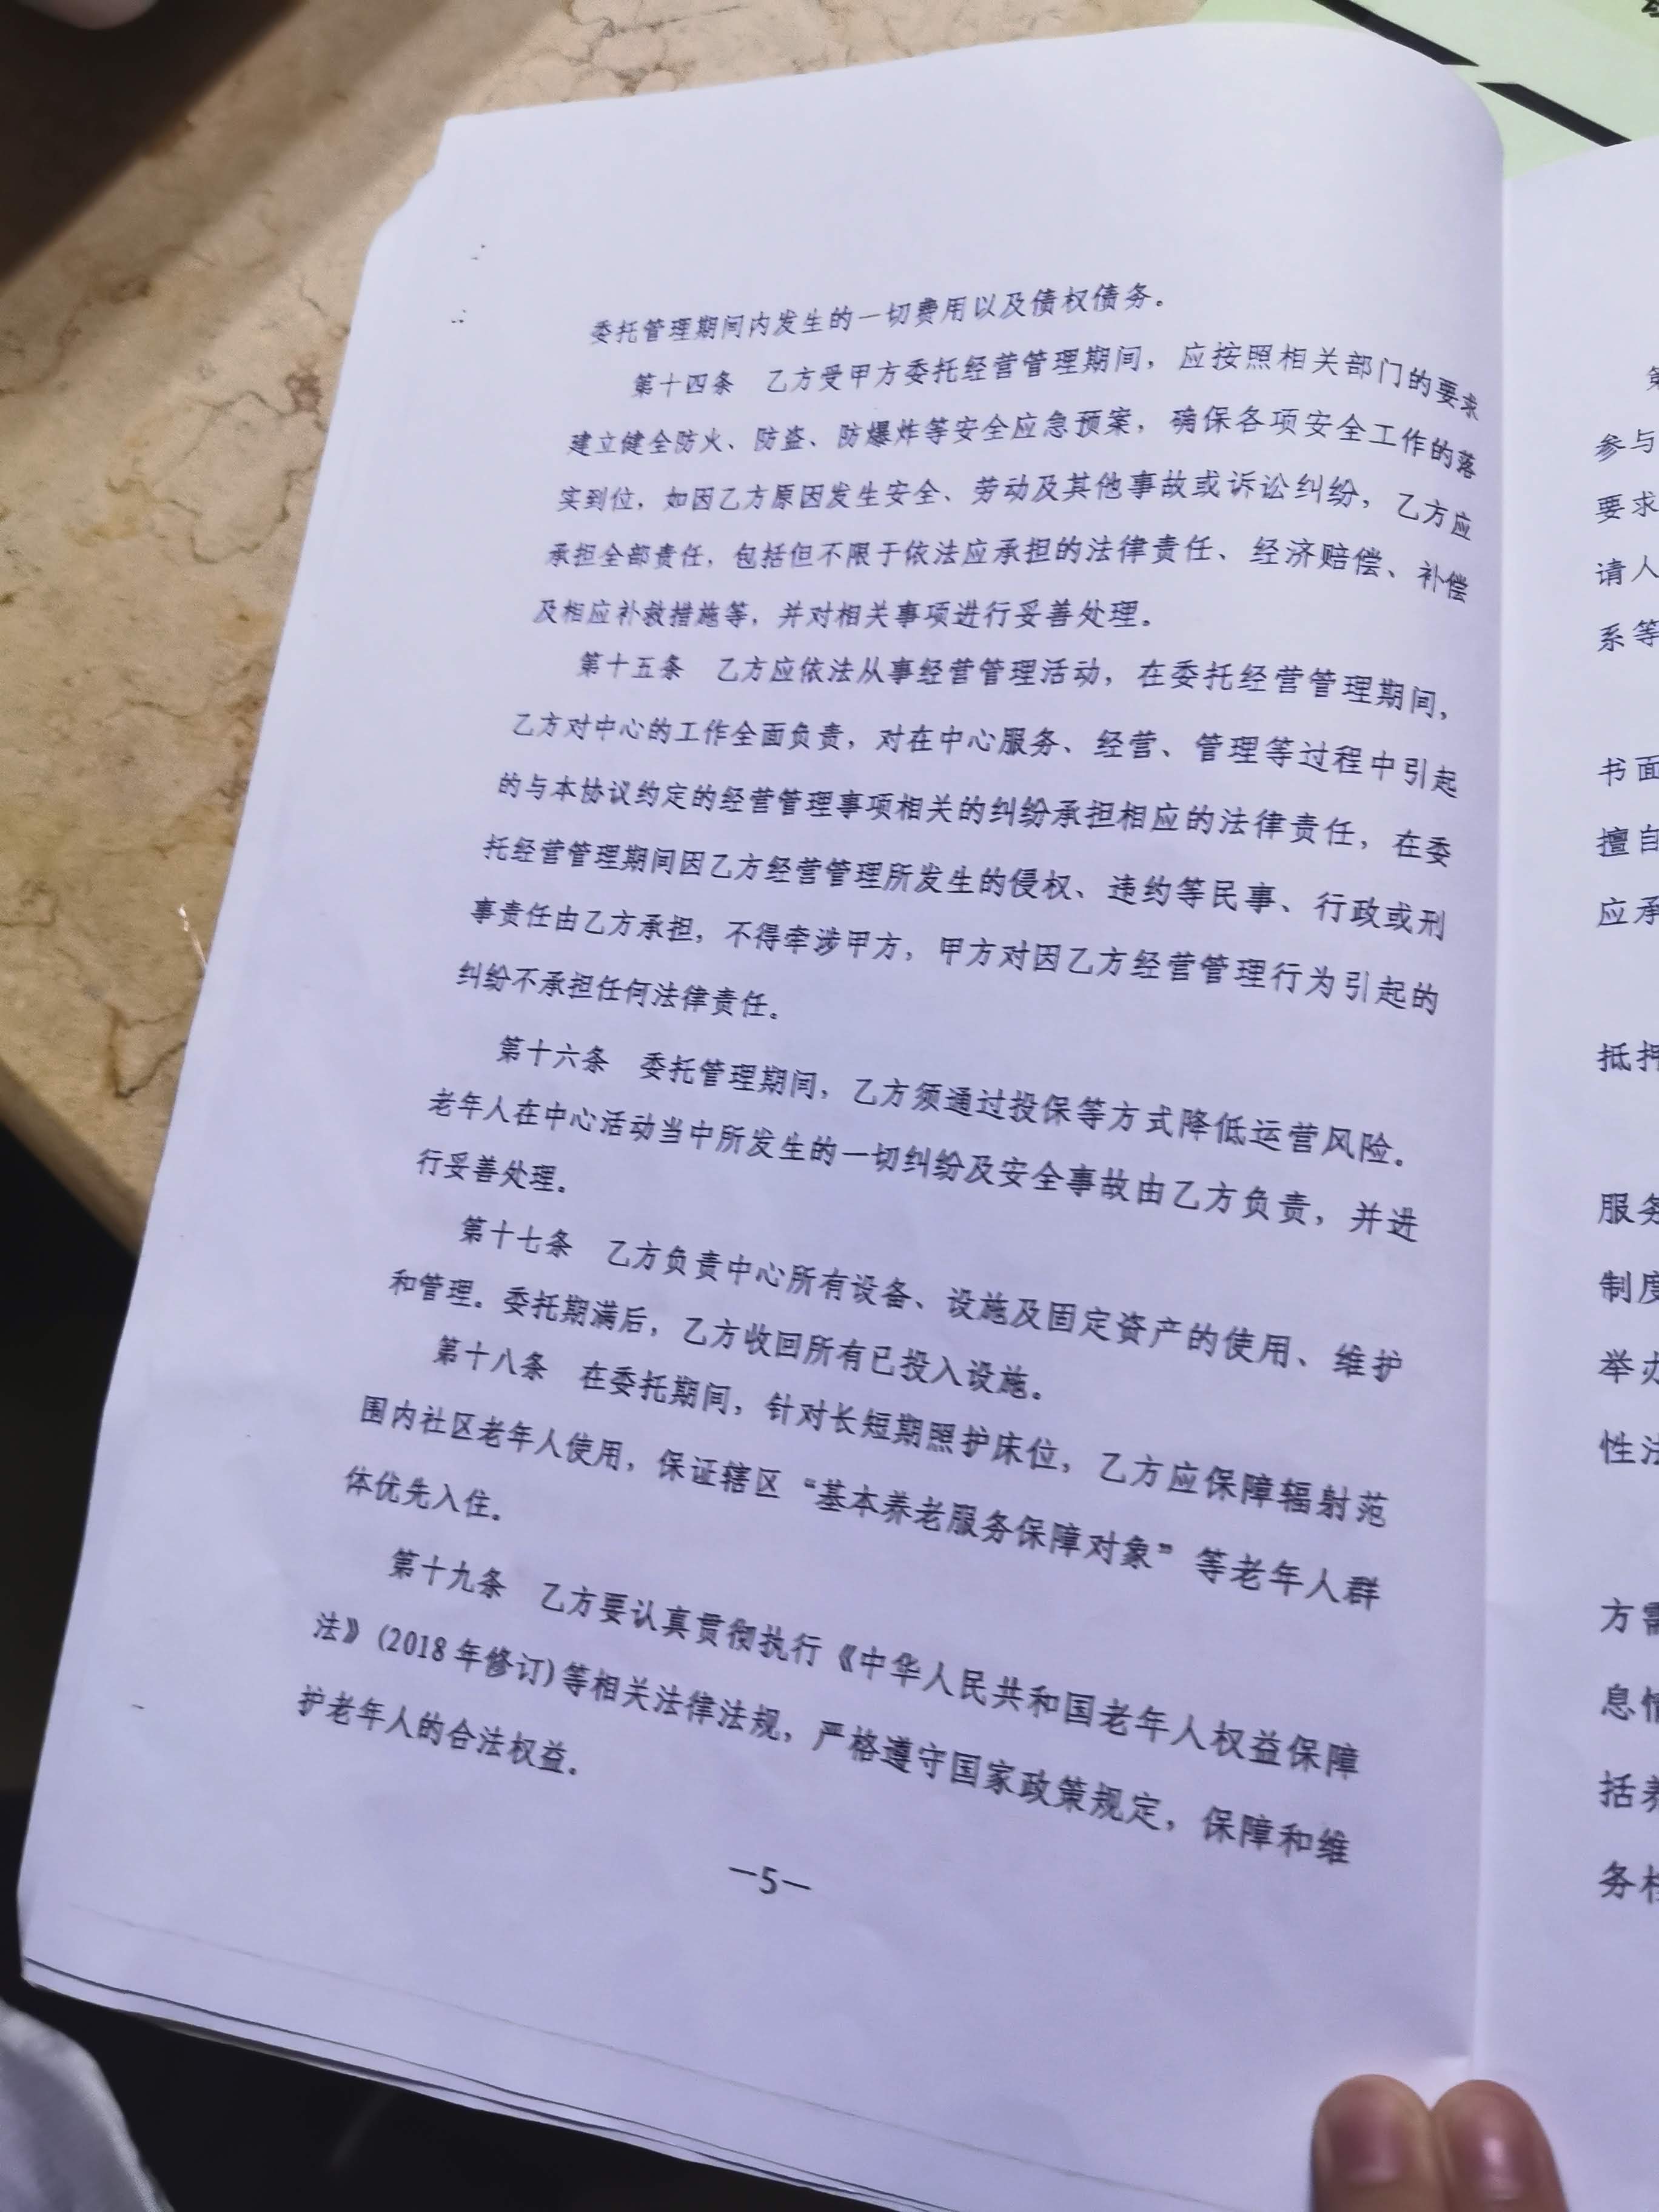 委托管理期间内发生的一切费用以及债权债务。
第十四条 乙方受甲方委托经营管理期间，应按照相关部门的要求
建立健全防火、防盗、防爆炸等安全应急预案，确保各项安全工作的落
实到位，如因乙方原因发生安全、劳动及其他事故或诉讼纠纷，乙方应
承担全部责任，包括但不限于依法应承担的法律责任、经济赔偿、补偿
及相应补救措施等，并对相关事项进行妥善处理。
第十五条 乙方应依法从事经营管理活动，在委托经营管理期间，
乙方对中心的工作全面负责，对在中心服务、经营、管理等过程中引起
的与本协议约定的经营管理事项相关的纠纷承担相应的法律责任，在委
托经营管理期间因乙方经营管理所发生的侵权、违约等民事、行政或刑
事责任由乙方承担，不得牵涉甲方，甲方对因乙方经营管理行为引起的
纠纷不承担任何法律责任。
第十六条 委托管理期间，乙方须通过投保等方式降低运营风险。
老年人在中心活动当中所发生的一切纠纷及安全事故由乙方负责，并进
行妥善处理。
第十七条 乙方负责中心所有设备、设施及固定资产的使用、维护
和管理。委托期满后，乙方收回所有已投入设施。
第十八条 在委托期间，针对长短期照护床位，乙方应保障辐射范
围内社区老年人使用，保证辖区“基本养老服务保障对象”等老年人群
体优先入住。
第十九条 乙方要认真贯彻执行《中华人民共和国老年人权益保障
法》(2018年修订)等相关法律法规，严格遵守国家政策规定，保障和维
护老年人的合法权益。
—5—
参与
要求
请人
系等
书面
擅自
应承
抵押
服务
制度
举办
性法
方需
息情
括养
务